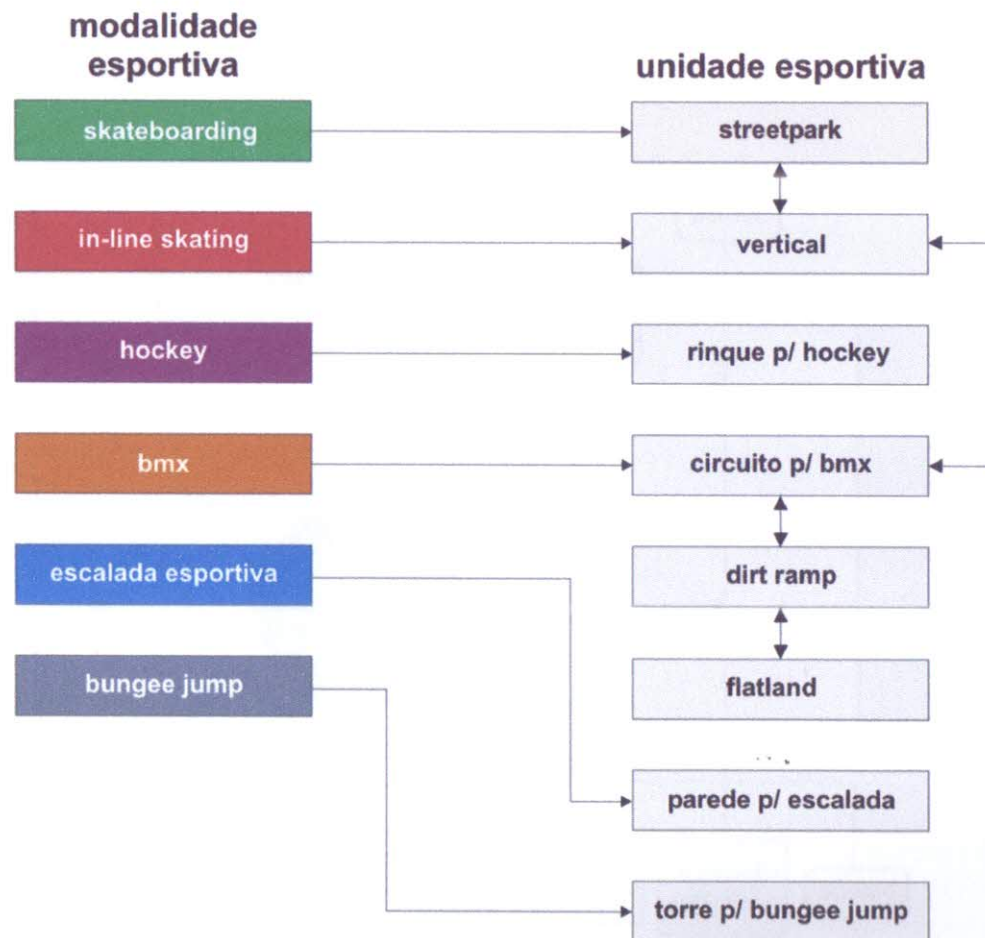 modalidade
esportiva
unidade esportiva
skateboarding
streetpark
in-line skating
vertical
hockey
rinque p/ hockey
bmx
circuito p/ bmx
escalada esportiva
dirt ramp
bungee jump
flatland
parede p/ escalada
torre p/ bungee jump